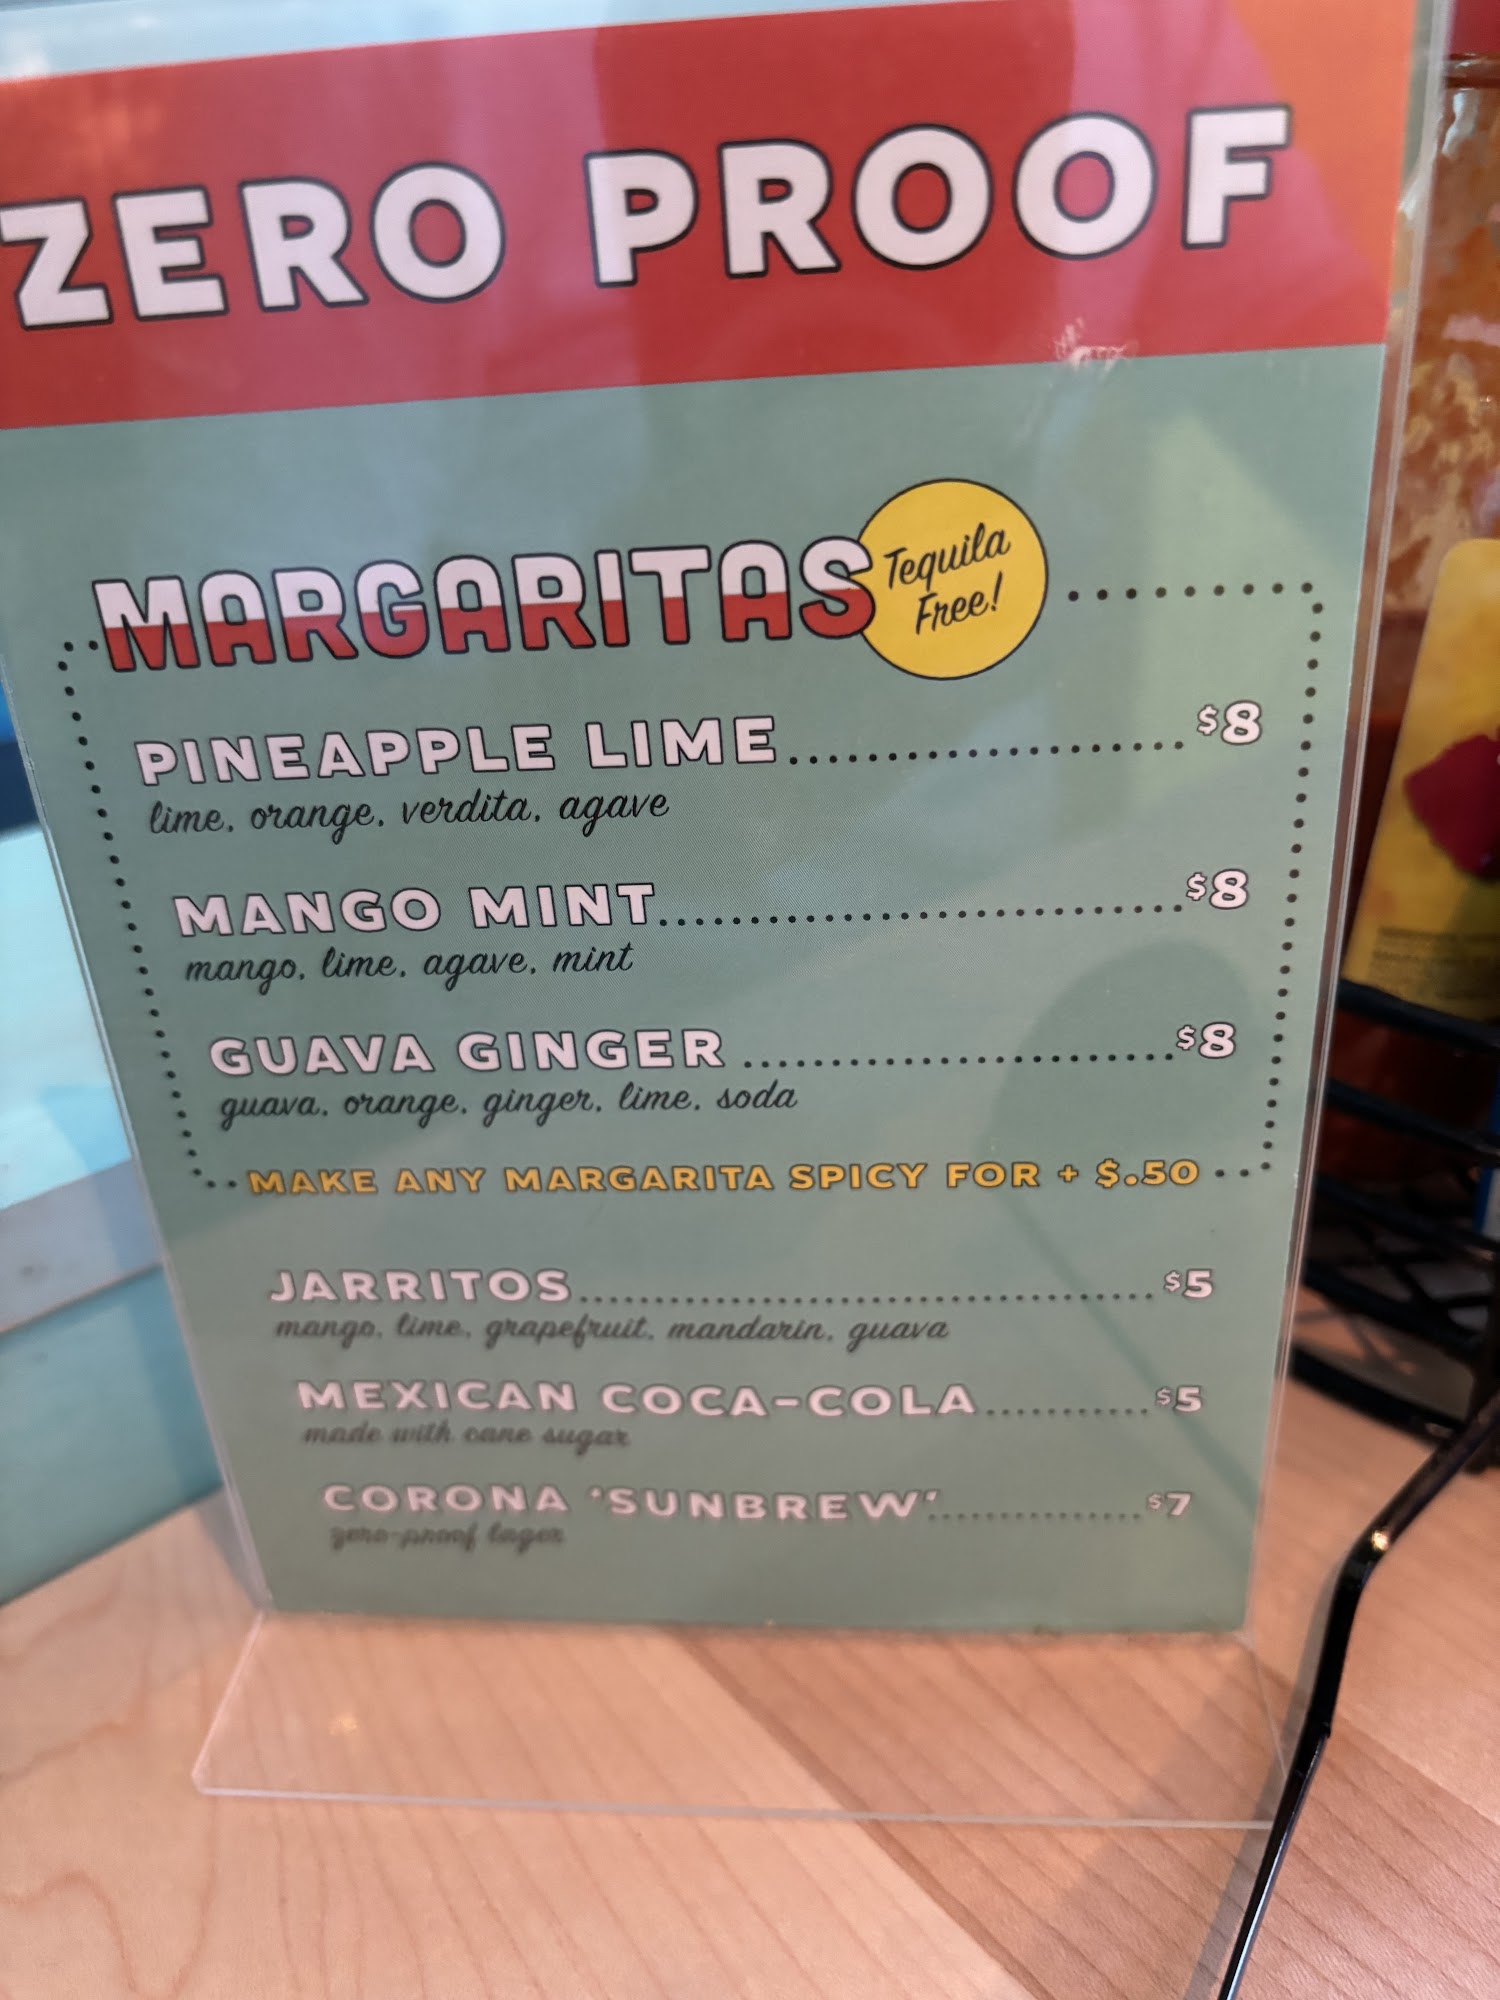 ZERO PROOF
MARGARITAS
Tequila
Free!
PINEAPPLE LIME..................$8
lime, orange, verdita, agave
MANGO MINT......................$8
mango, lime, agave, mint
GUAVA GINGER ...................$8
guava, orange, ginger, lime, soda
MAKE ANY MARGARITA SPICY FOR + $.50
JARRITOS........................$5
mango, lime, grapefruit, mandarin, guava
MEXICAN COCA-COLA............$5
made with cane sugar
CORONA 'SUNBREW'...............$7
zero-proof lager